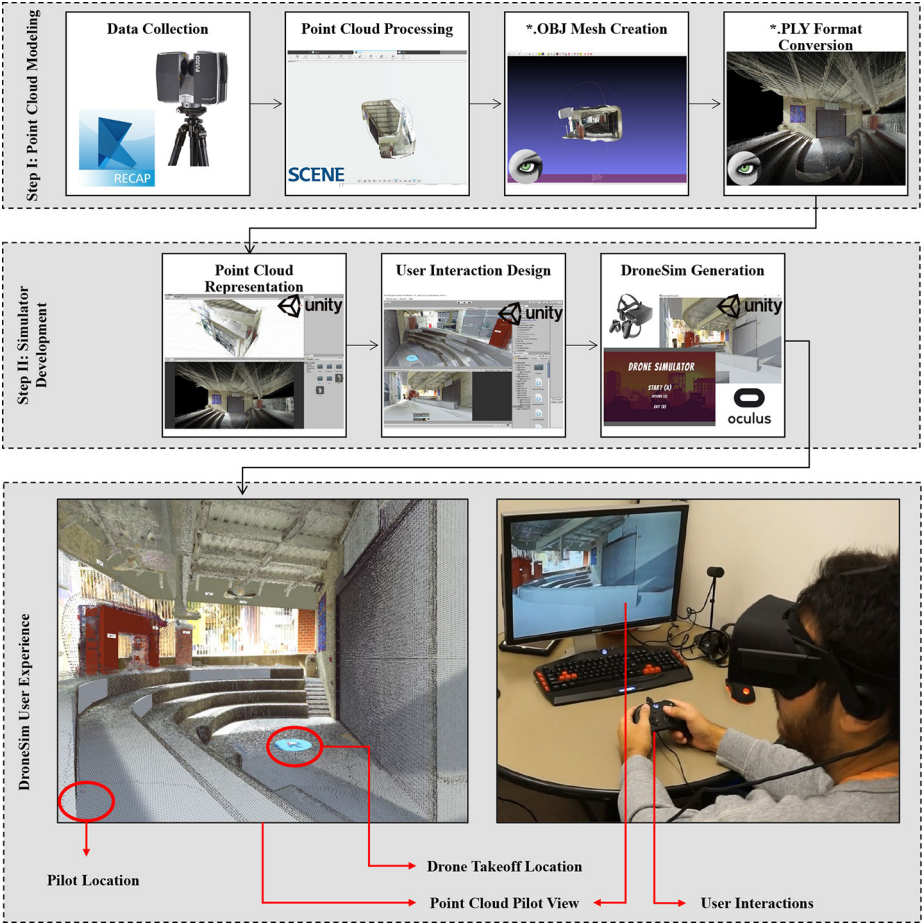 Step I: Point Cloud Modeling
Data Collection
FARO
RECAP
Point Cloud Processing
SCENE
*.OBJ Mesh Creation
*.PLY Format
Conversion
Step II: Simulator
Development
Point Cloud
Representation
unity
User Interaction Design
unity
DroneSim Generation
DRONE SIMULATOR
START (A)
oculus
DroneSim User Experience
Pilot Location
Drone Takeoff Location
Point Cloud Pilot View
User Interactions